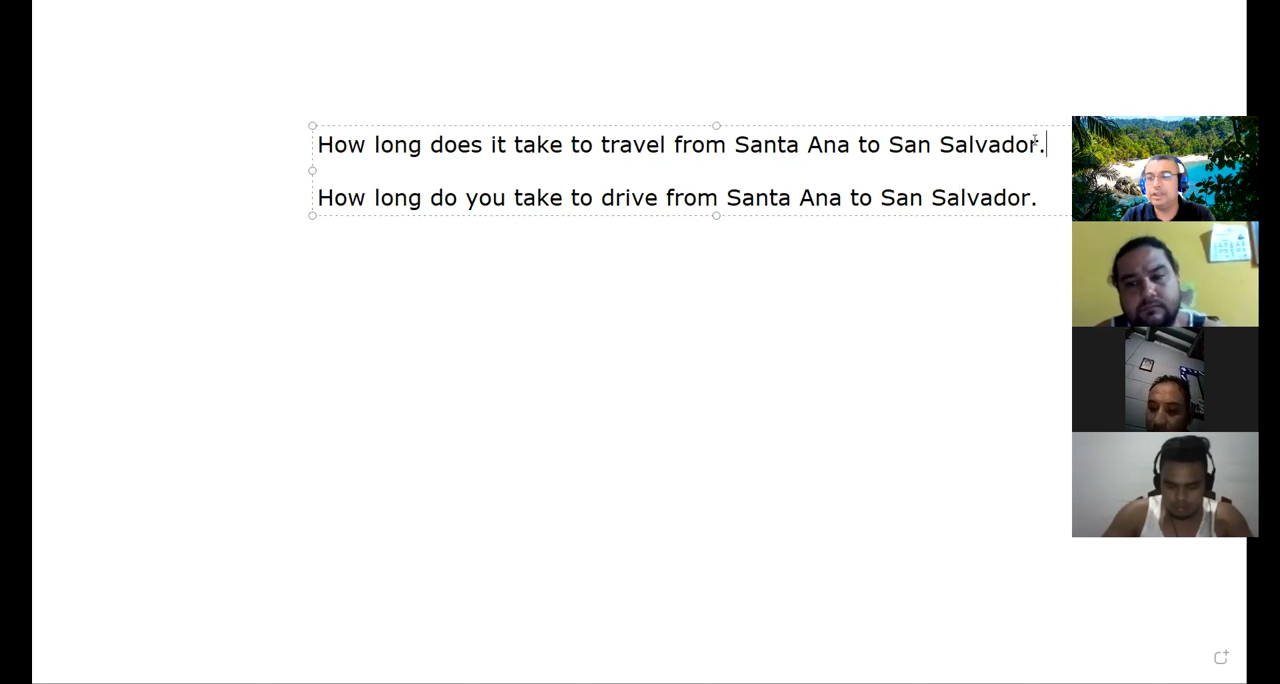 How long does it take to travel from Santa Ana to San Salvador.
How long do you take to drive from Santa Ana to San Salvador.